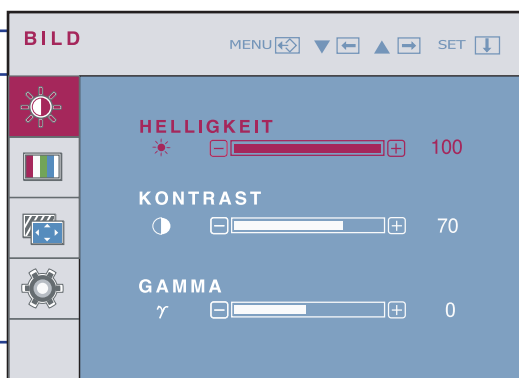 BILD
MENU SET
HELLIGKEIT
100
KONTRAST
70
GAMMA
γ 0